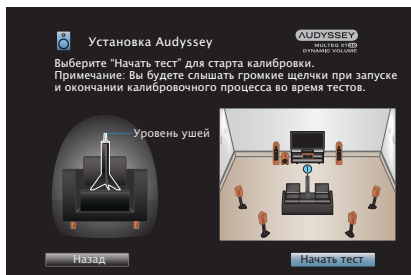 Установка Audyssey
AUDYSSEY
MULTEQ XT32
DYNAMIC VOLUME
Выберите “Начать тест” для старта калибровки.
Примечание: Вы будете слышать громкие щелчки при запуске
и окончании калибровочного процесса во время тестов.
Уровень ушей
Назад
Начать тест